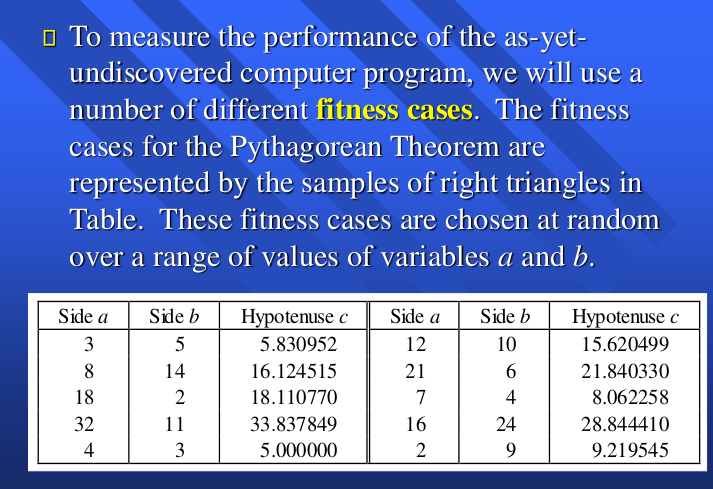 To measure the performance of the as-yet-
undiscovered computer program, we will use a
number of different fitness cases. The fitness
cases for the Pythagorean Theorem are
represented by the samples of right triangles in
Table. These fitness cases are chosen at random
over a range of values of variables a and b.
Side a Side b Hypotenuse c Side a Side b Hypotenuse c
3 5 5.830952 12 10 15.620499
8 14 16.124515 21 6 21.840330
18 2 18.110770 7 4 8.062258
32 11 33.837849 16 24 28.844410
4 3 5.000000 2 9 9.219545